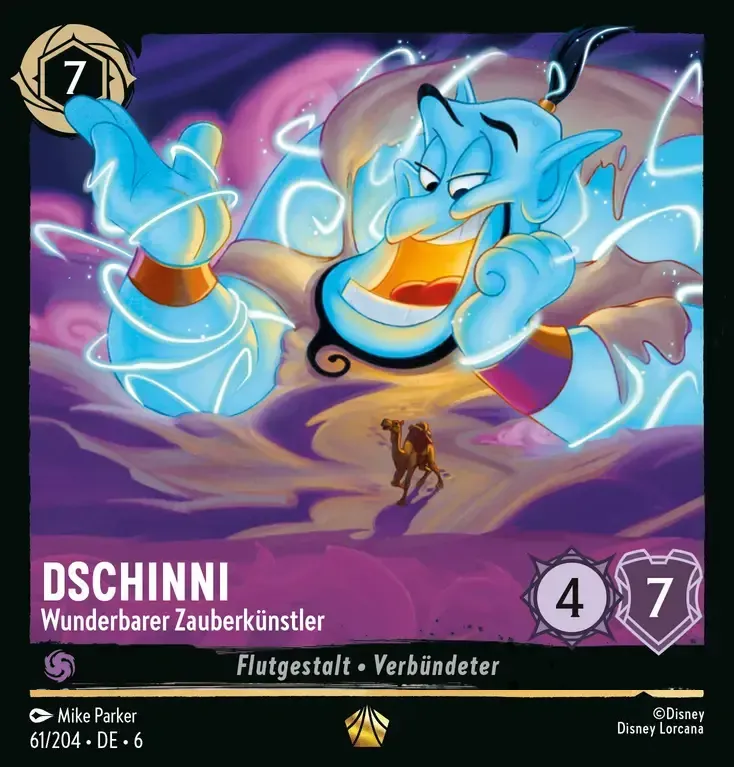 7
DSCHINNI
Wunderbarer Zauberkünstler
4
7
Flutgestalt • Verbündeter
Mike Parker
©Disney
61/204 • DE • 6
Disney Lorcana